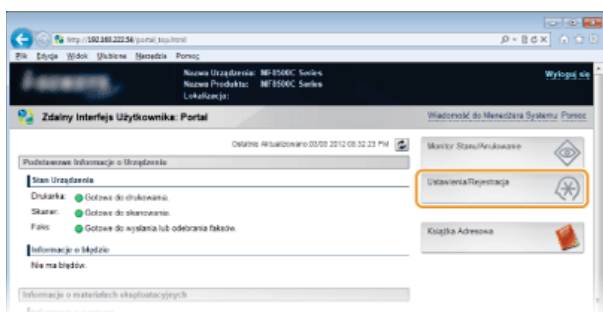 http://192.168.222.54/portal_top.html
Plik Edycja Widok Ulubione Narzędzia Pomoc
Nazwa Urządzenia: MF8500C Series
Nazwa Produktu: MF8500C Series
Lokalizacja:
Wyloguj się
Zdalny Interfejs Użytkownika: Portal
Wiadomość do Menedżera Systemu Pomoc
Ostatnio Aktualizowano:03/03 2012 08:32:23 PM
Podstawowe Informacje o Urządzeniu
Stan Urządzenia
Drukarka: Gotowe do drukowania.
Skaner: Gotowe do skanowania.
Faks: Gotowe do wysłania lub odebrania faksów.
Informacje o błędzie
Nie ma błędów.
Informacje o materiałach eksploatacyjnych
Monitor Stanu/Anulowanie
Ustawienia/Rejestracja
Książka Adresowa